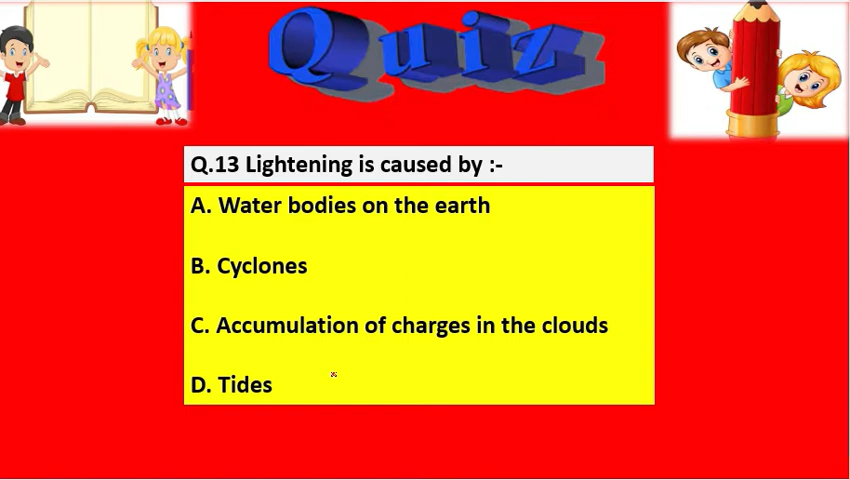 Quiz
Q.13 Lightening is caused by :-
A. Water bodies on the earth
B. Cyclones
C. Accumulation of charges in the clouds
D. Tides